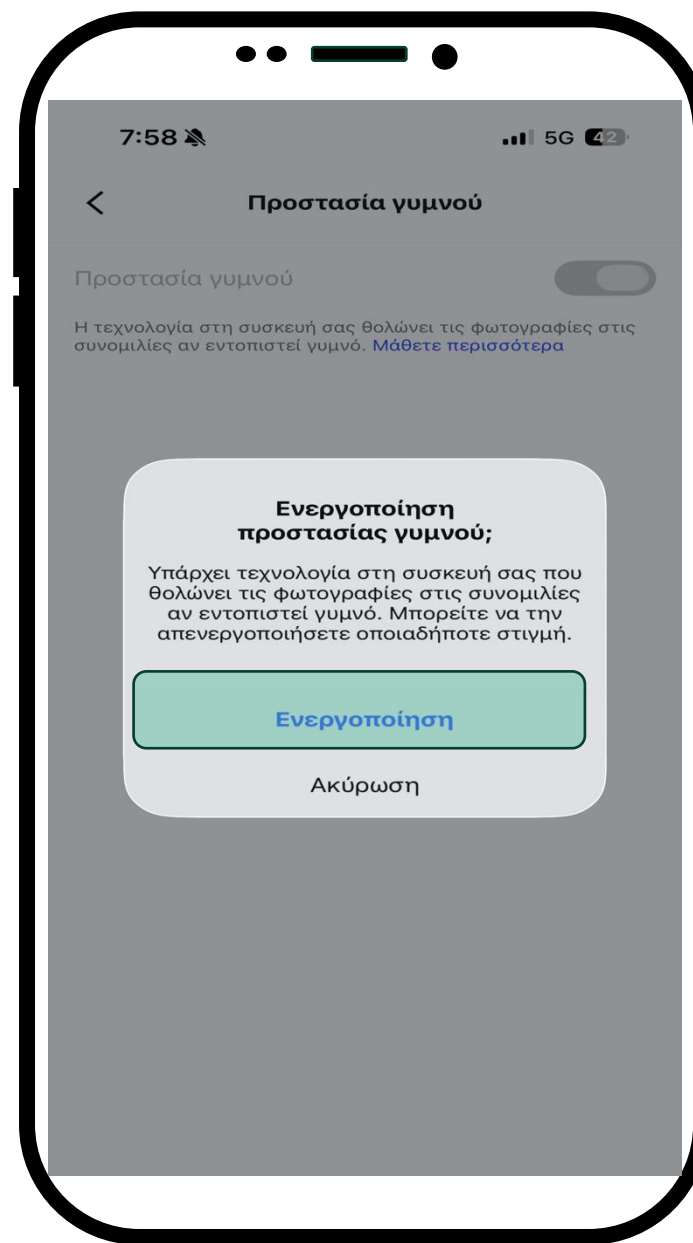 7:58 5G 42
Προστασία γυμνού
Προστασία γυμνού
Η τεχνολογία στη συσκευή σας θολώνει τις φωτογραφίες στις
συνομιλίες αν εντοπιστεί γυμνό. Μάθετε περισσότερα
Ενεργοποίηση
προστασίας γυμνού;
Υπάρχει τεχνολογία στη συσκευή σας που
θολώνει τις φωτογραφίες στις συνομιλίες
αν εντοπιστεί γυμνό. Μπορείτε να την
απενεργοποιήσετε οποιαδήποτε στιγμή.
Ενεργοποίηση
Ακύρωση